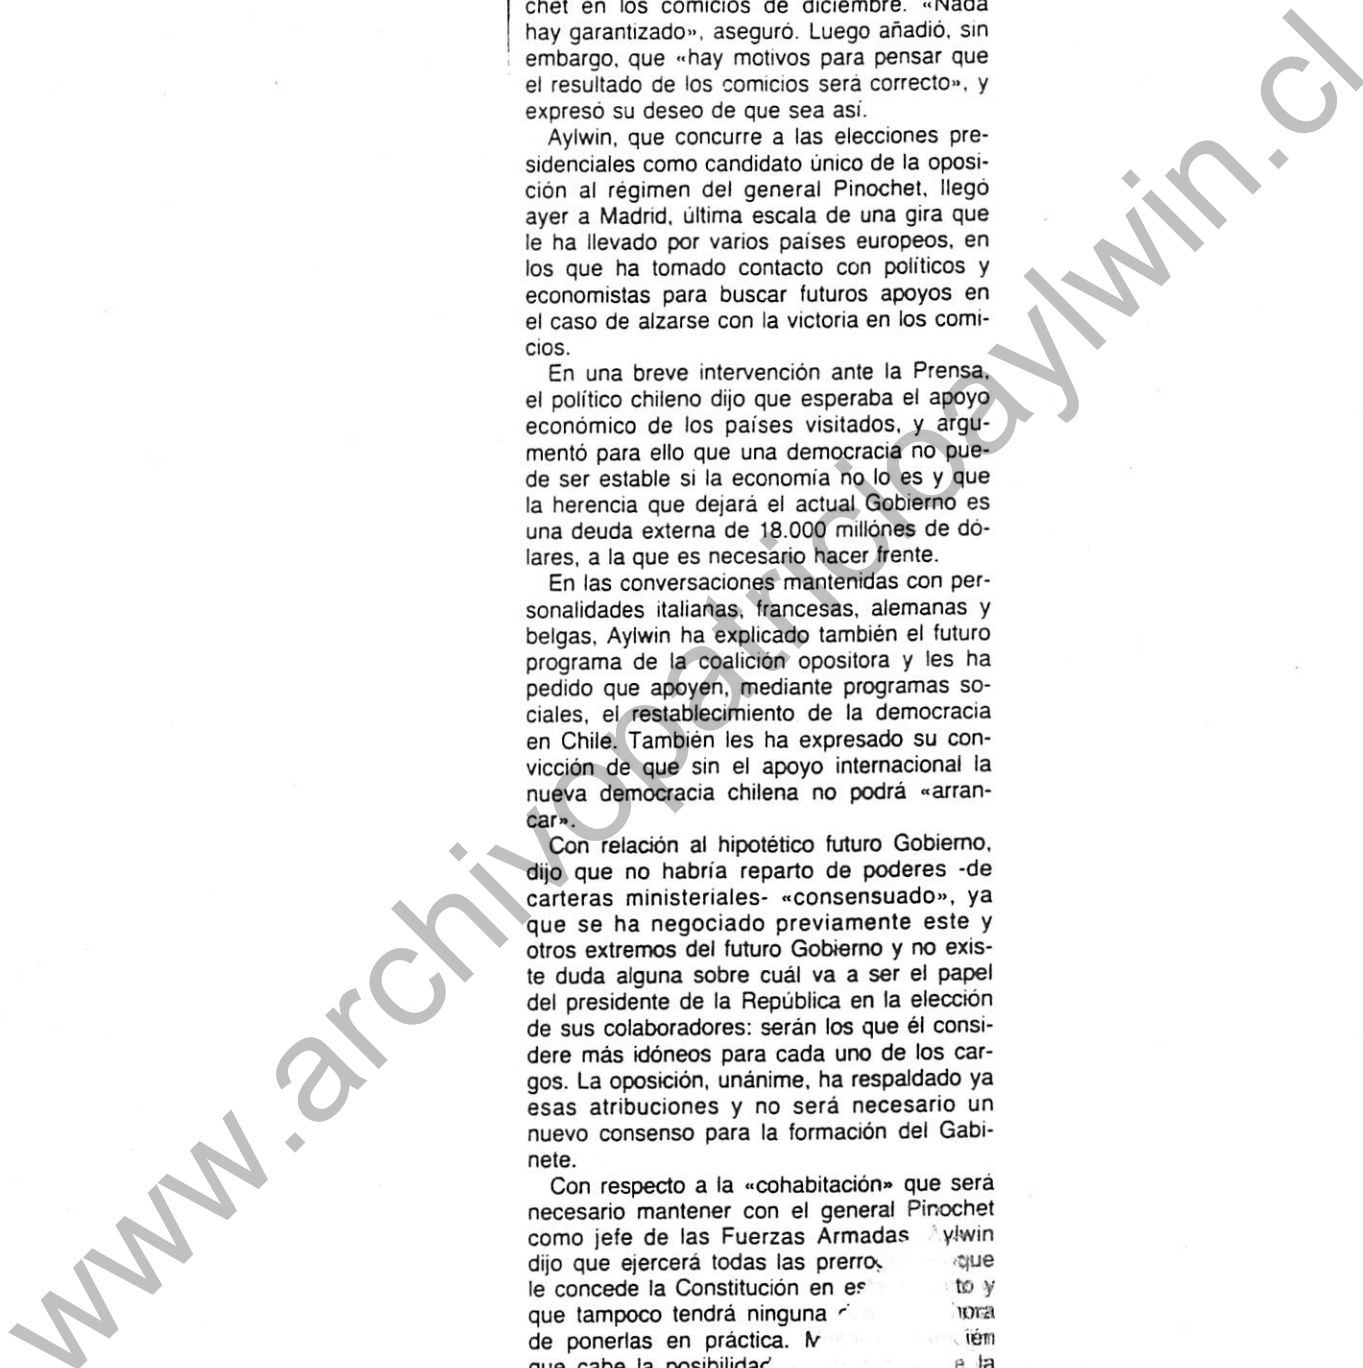 chet en los comicios de diciembre. «Nada
hay garantizado», aseguró. Luego añadió, sin
embargo, que «hay motivos para pensar que
el resultado de los comicios será correcto», y
expresó su deseo de que sea así.
Aylwin, que concurre a las elecciones pre-
sidenciales como candidato único de la oposi-
ción al régimen del general Pinochet, llegó
ayer a Madrid, última escala de una gira que
le ha llevado por varios países europeos, en
los que ha tomado contacto con políticos y
economistas para buscar futuros apoyos en
el caso de alzarse con la victoria en los comi-
cios.
En una breve intervención ante la Prensa,
el político chileno dijo que esperaba el apoyo
económico de los países visitados, y argu-
mentó para ello que una democracia no pue-
de ser estable si la economía no lo es y que
la herencia que dejará el actual Gobierno es
una deuda externa de 18.000 millónes de dó-
lares, a la que es necesario hacer frente.
En las conversaciones mantenidas con per-
sonalidades italianas, francesas, alemanas y
belgas, Aylwin ha explicado también el futuro
programa de la coalición opositora y les ha
pedido que apoyen, mediante programas so-
ciales, el restablecimiento de la democracia
en Chile. También les ha expresado su con-
vicción de que sin el apoyo internacional la
nueva democracia chilena no podrá «arran-
car».
Con relación al hipotético futuro Gobierno,
dijo que no habría reparto de poderes -de
carteras ministeriales- «consensuado», ya
que se ha negociado previamente este y
otros extremos del futuro Gobierno y no exis-
te duda alguna sobre cuál va a ser el papel
del presidente de la República en la elección
de sus colaboradores: serán los que él consi-
dere más idóneos para cada uno de los car-
gos. La oposición, unánime, ha respaldado ya
esas atribuciones y no será necesario un
nuevo consenso para la formación del Gabi-
nete.
Con respecto a la «cohabitación» que será
necesario mantener con el general Pinochet
como jefe de las Fuerzas Armadas ylwin
dijo que ejercerá todas las que
le concede la Constitución en y
que tampoco tendrá ninguna
de ponerlas en práctica.
que cabe la posibilidad la
www.archivopatricioaylwin.cl